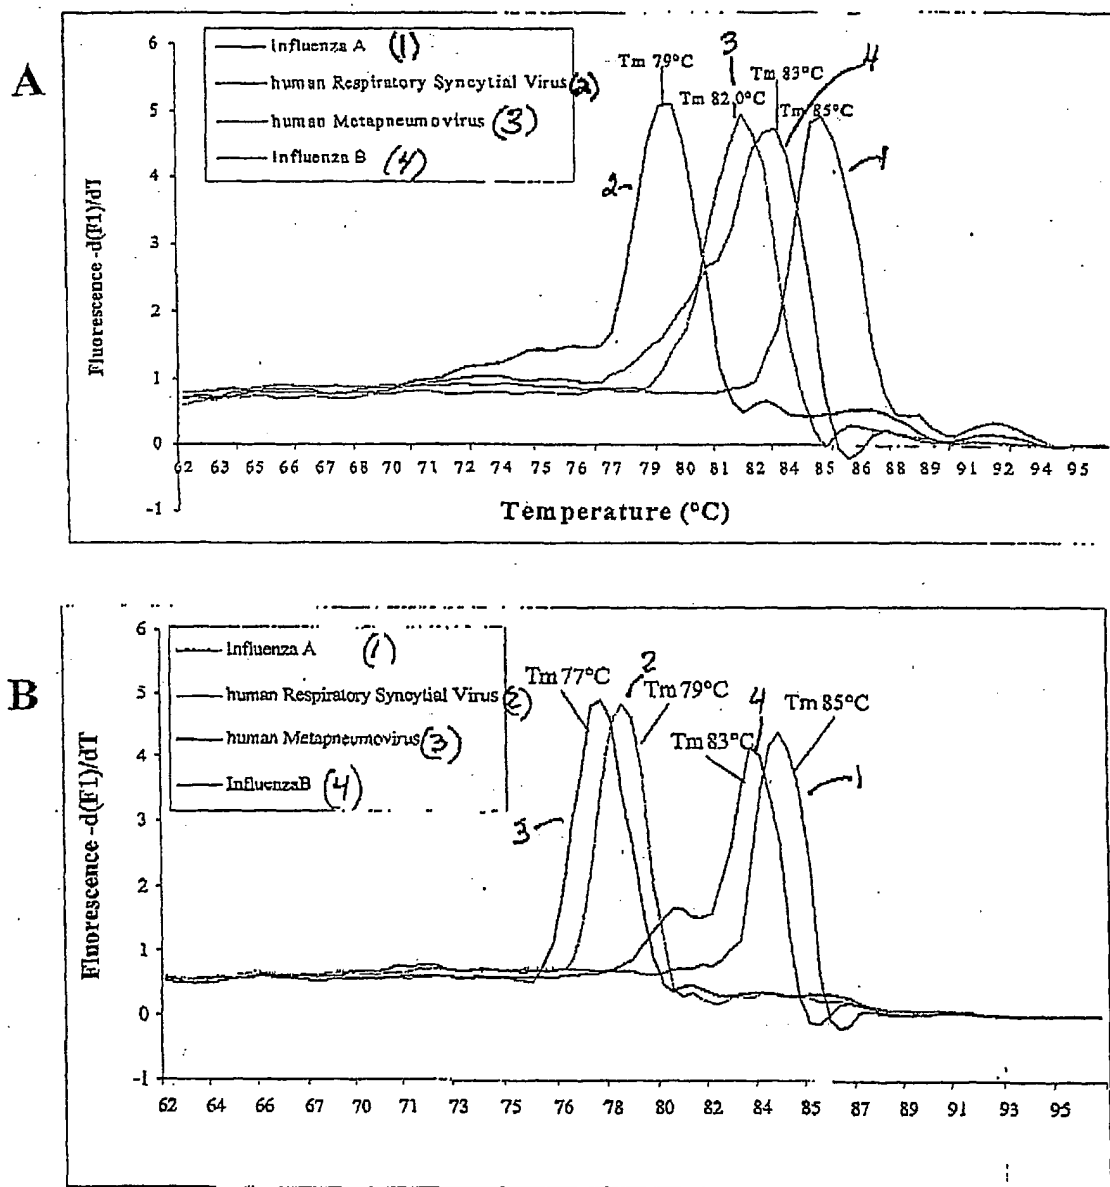 A
6
5
4
3
2
1
0
-1
Fluorescence -d(F1)/dT
Influenza A (1)
human Respiratory Syncytial Virus (2)
human Metapneumovirus (3)
Influenza B (4)
Tm 79°C
3
Tm 83°C
4
Tm 82.0°C
Tm 85°C
2
1
62 63 65 66 67 68 70 71 72 74 75 76 77 79 80 81 82 84 85 86 88 89 91 92 94 95
Temperature (°C)
B
6
5
4
3
2
1
0
-1
Fluorescence -d(F1)/dT
Influenza A (1)
human Respiratory Syncytial Virus (2)
human Metapneumovirus (3)
InfluenzaB (4)
Tm 77°C
2
Tm 79°C
4
Tm 83°C
Tm 85°C
3
1
62 64 66 67 69 71 73 75 76 78 80 82 84 85 87 89 91 93 95